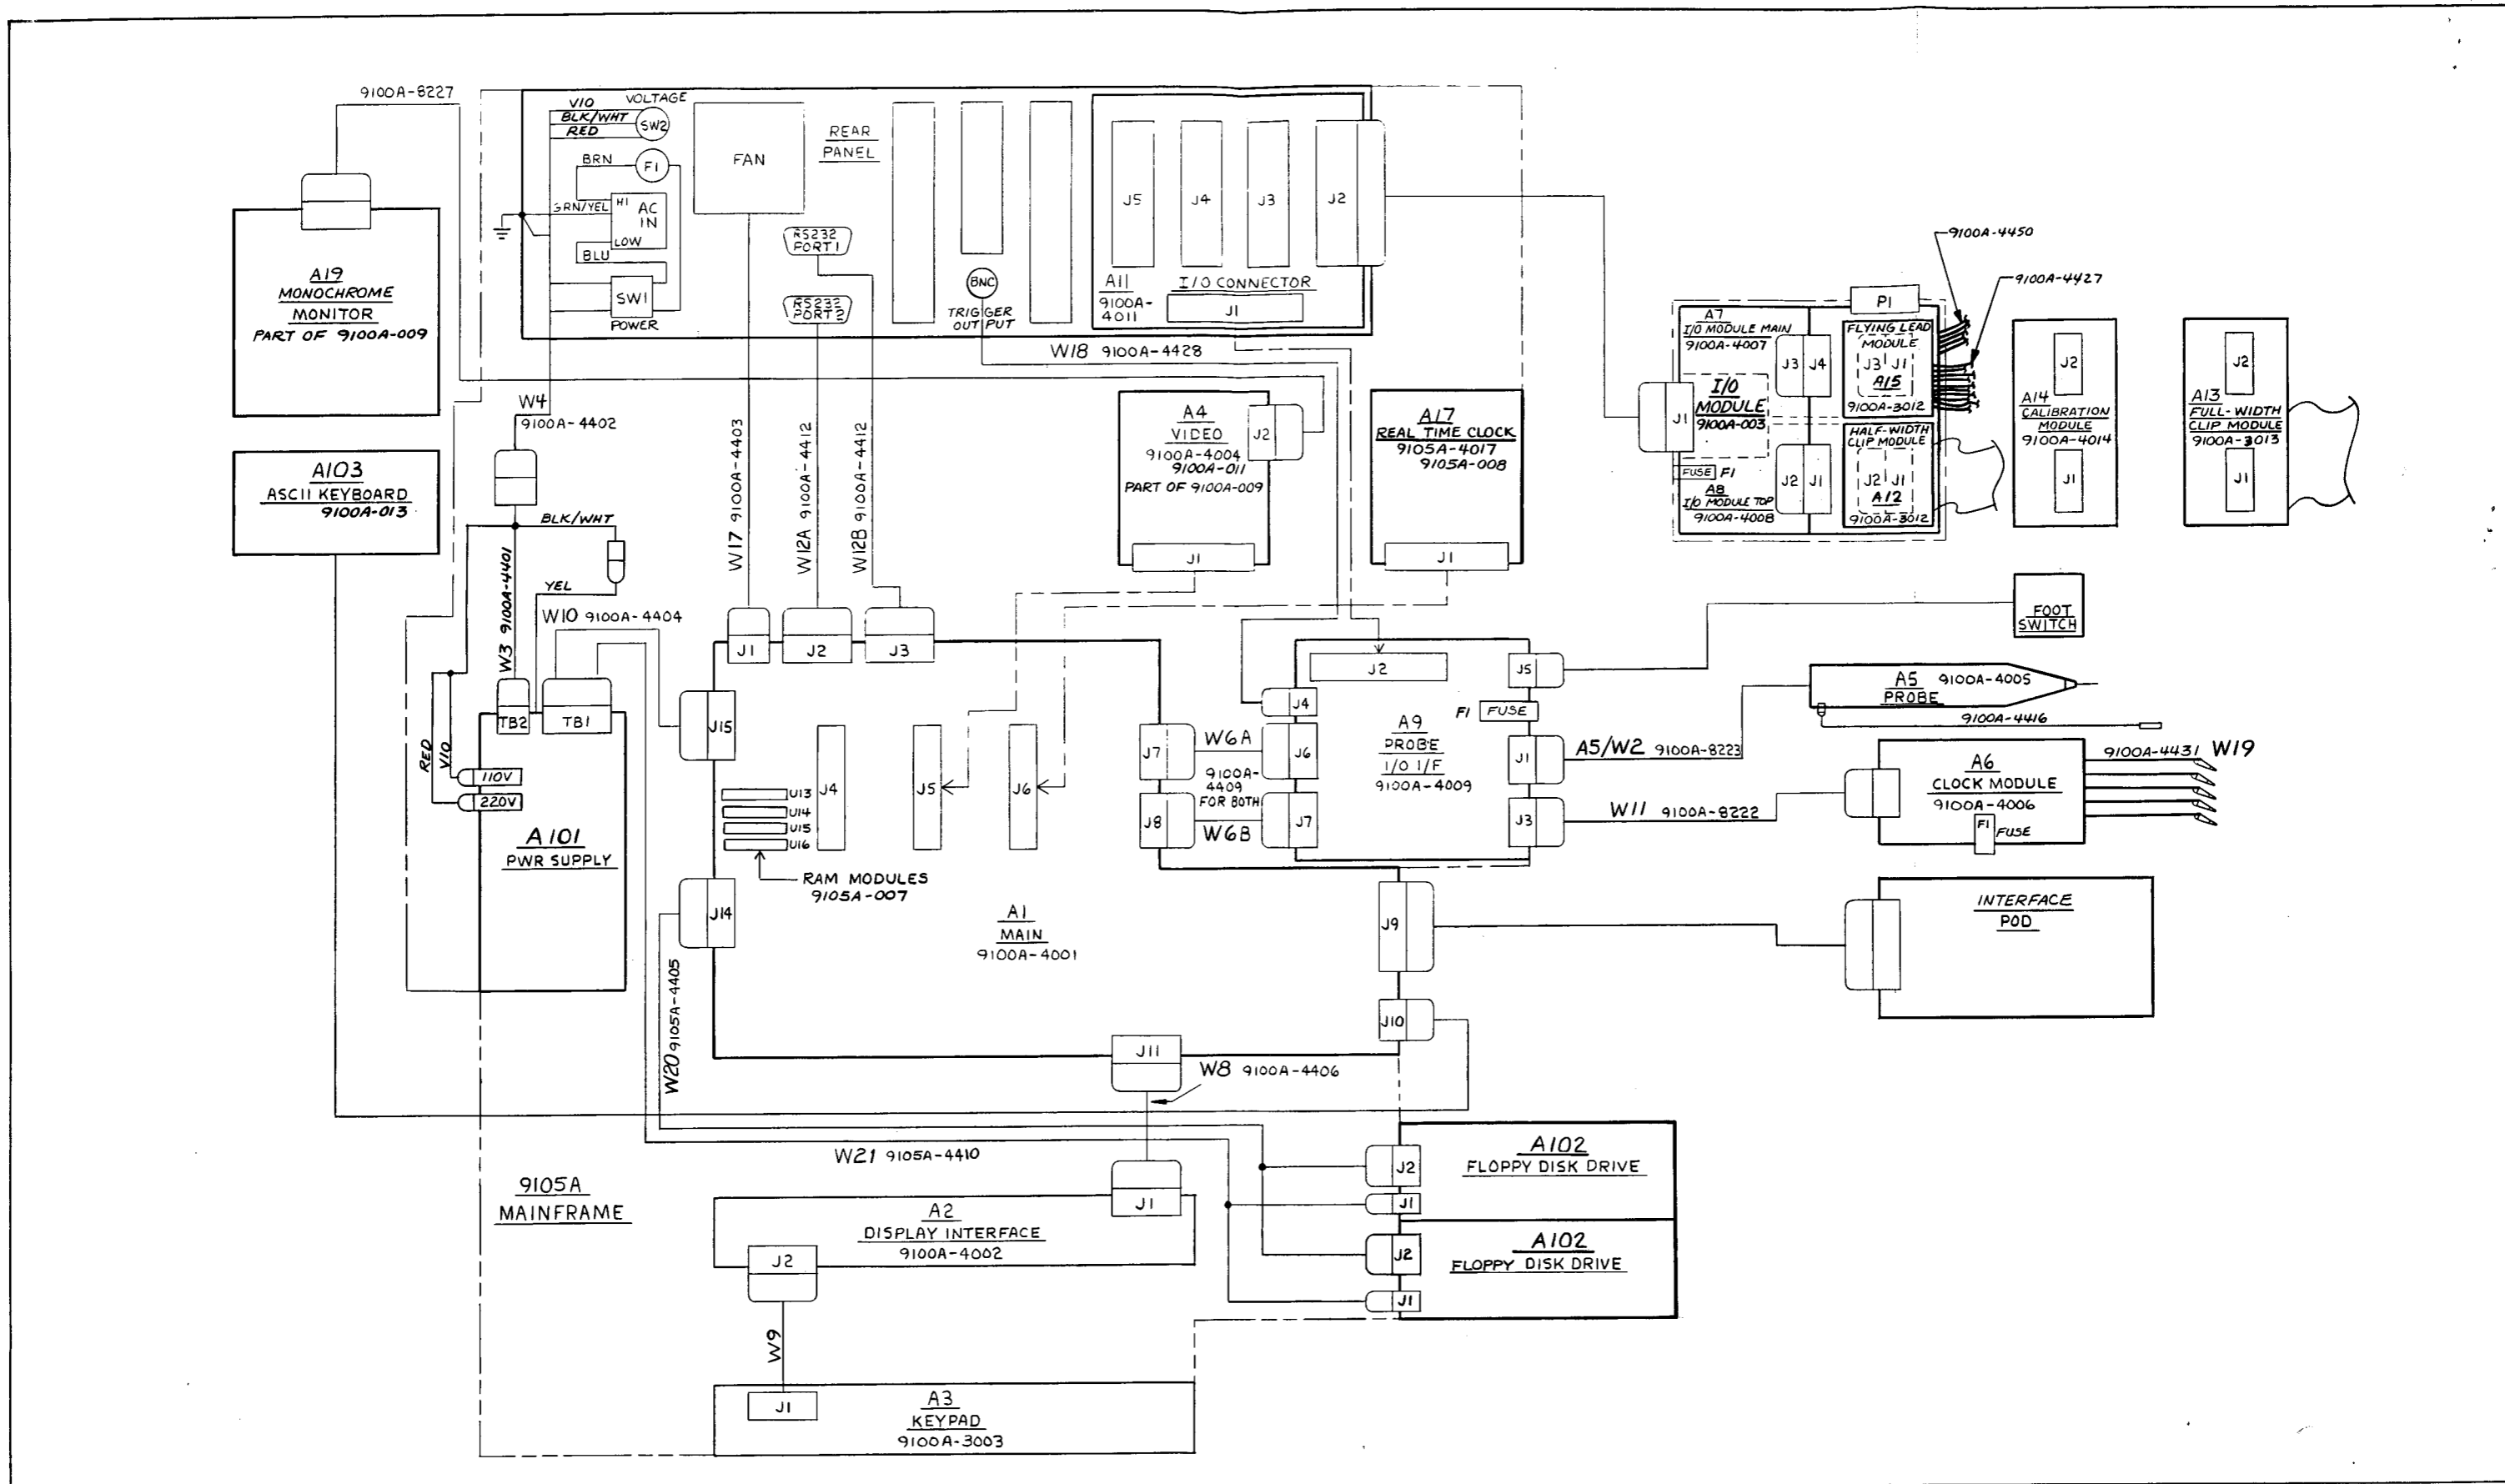 9100A-8227
VIO
BLK/WHT
RED
VOLTAGE
SW2
BRN
F1
GRN/YEL
HI
AC
IN
LOW
BLU
SW1
POWER
FAN
REAR
PANEL
RS232
PORT1
RS232
PORT2
BNC
TRIGGER
OUTPUT
J5
J4
J3
J2
A11
9100A-
4011
I/O CONNECTOR
J1
A19
MONOCHROME
MONITOR
PART OF 9100A-009
A103
ASCII KEYBOARD
9100A-013
W4
9100A-4402
BLK/WHT
YEL
W3 9100A-4401
W10 9100A-4404
RED
VIO
TB2
TB1
110V
220V
A101
PWR SUPPLY
W17 9100A-4403
W12A 9100A-4412
W12B 9100A-4412
W18 9100A-4428
A4
VIDEO
9100A-4004
9100A-011
PART OF 9100A-009
J2
J1
A17
REAL TIME CLOCK
9105A-4017
9105A-008
J1
9100A-4450
9100A-4427
P1
A7
I/O MODULE MAIN
9100A-4007
J3
J4
FLYING LEAD
MODULE
J3
J1
A15
9100A-3012
J1
I/O
MODULE
9100A-003
FUSE
F1
A8
I/O MODULE TOP
9100A-4008
J2
J1
HALF-WIDTH
CLIP MODULE
J2
J1
A12
9100A-3012
J2
A14
CALIBRATION
MODULE
9100A-4014
J1
J2
A13
FULL-WIDTH
CLIP MODULE
9100A-3013
J1
FOOT
SWITCH
A5 9100A-4005
PROBE
9100A-4416
A6
CLOCK MODULE
9100A-4006
F1
FUSE
9100A-4431 W19
INTERFACE
POD
J1
J2
J3
J15
J14
U13
U14
U15
U16
J4
J5
J6
RAM MODULES
9105A-007
A1
MAIN
9100A-4001
J7
J8
W6A
9100A-
4409
FOR BOTH
W6B
J2
J4
J6
J7
A9
PROBE
I/O I/F
9100A-4009
J5
F1
FUSE
J1
J3
A5/W2 9100A-8223
W11 9100A-8222
J9
J10
J11
W8 9100A-4406
W20 9105A-4405
W21 9105A-4410
9105A
MAINFRAME
J1
A2
DISPLAY INTERFACE
9100A-4002
J2
W9
J1
A3
KEYPAD
9100A-3003
J2
J1
A102
FLOPPY DISK DRIVE
J2
J1
A102
FLOPPY DISK DRIVE